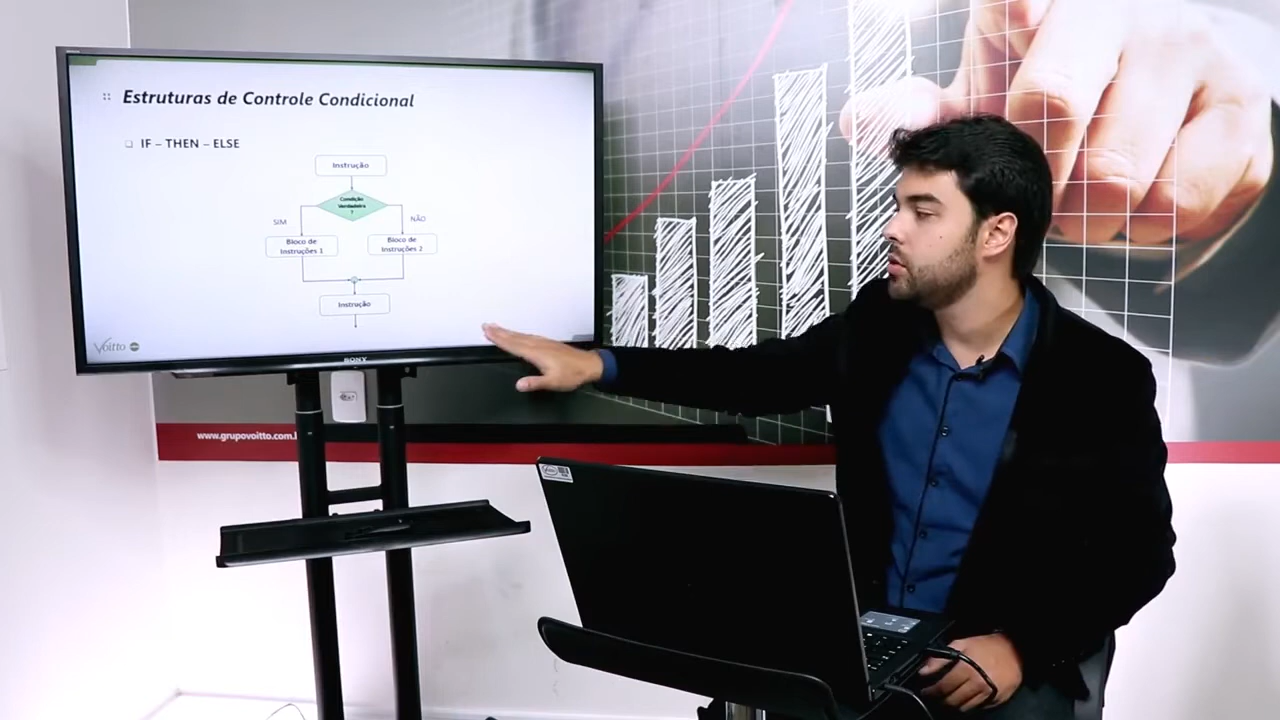 Estruturas de Controle Condicional
IF – THEN – ELSE
Instrução
Condição
Verdadeira
?
SIM
NÃO
Bloco de
Instruções 1
Bloco de
Instruções 2
Instrução
Voitto
SONY
www.grupovoitto.com.b